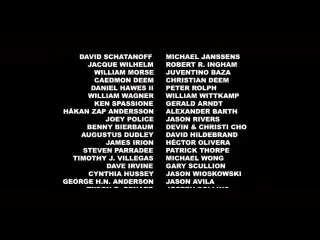 DAVID SCHATANOFF MICHAEL JANSSENS
JACQUE WILHELM ROBERT R. INGHAM
WILLIAM MORSE JUVENTINO BAZA
CAEDMON DEEM CHRISTIAN DEEM
DANIEL HAWES II PETER ROLPH
WILLIAM WAGNER WILLIAM WITTKAMP
KEN SPASSIONE GERALD ARNDT
HÅKAN ZAP ANDERSSON ALEXANDER BARTH
JOEY POLICE JASON RIVERS
BENNY BIERBAUM DEVIN & CHRISTI CHO
AUGUSTUS DUDLEY DAVID HILDEBRAND
JAMES IRION HÉCTOR OLIVERA
STEVEN PARRADEE PATRICK THORPE
TIMOTHY J. VILLEGAS MICHAEL WONG
DAVE IRVINE GARY SCULLION
CYNTHIA HUSSEY JASON WIOSKOWSKI
GEORGE H.N. ANDERSON JASON AVILA